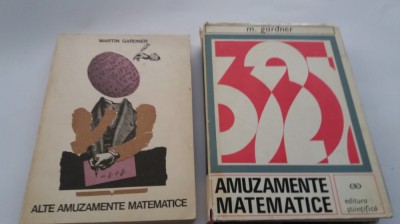 MARTIN GARDNER
ALTE AMUZAMENTE MATEMATICE
m. gardner
AMUZAMENTE
MATEMATICE
editura
științifică